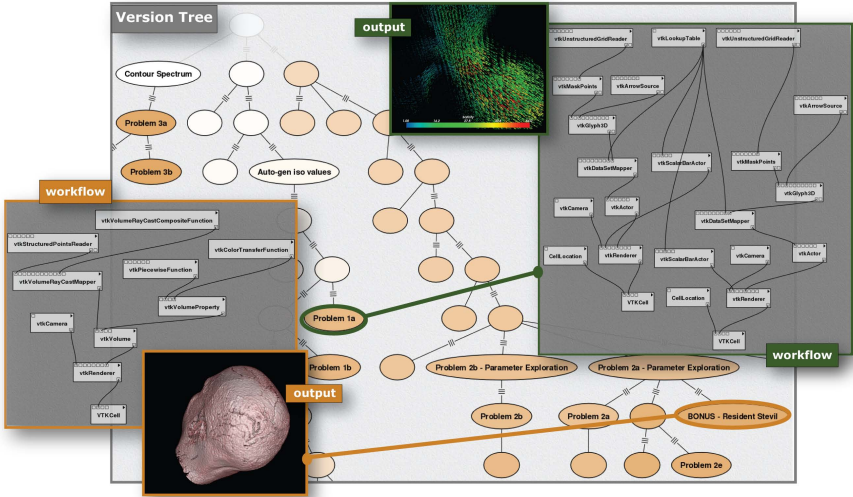 Version Tree
output
Contour Spectrum
Problem 3a
Problem 3b
Auto-gen iso values
Problem 1a
Problem 1b
Problem 2b - Parameter Exploration
Problem 2a - Parameter Exploration
Problem 2b
Problem 2a
BONUS - Resident Stevil
Problem 2e
workflow
vtkVolumeRayCastCompositeFunction
vtkStructuredPointsReader
vtkColorTransferFunction
vtkPiecewiseFunction
vtkVolumeRayCastMapper
vtkVolumeProperty
vtkCamera
vtkVolume
vtkRenderer
VTKCell
output
vtkUnstructuredGridReader
vtkLookupTable
vtkUnstructuredGridReader
vtkMaskPoints
vtkArrowSource
vtkArrowSource
vtkGlyph3D
vtkDataSetMapper
vtkScalarBarActor
vtkMaskPoints
vtkGlyph3D
vtkCamera
vtkActor
vtkDataSetMapper
CellLocation
vtkRenderer
vtkScalarBarActor
vtkCamera
vtkActor
VTKCell
CellLocation
vtkRenderer
VTKCell
workflow